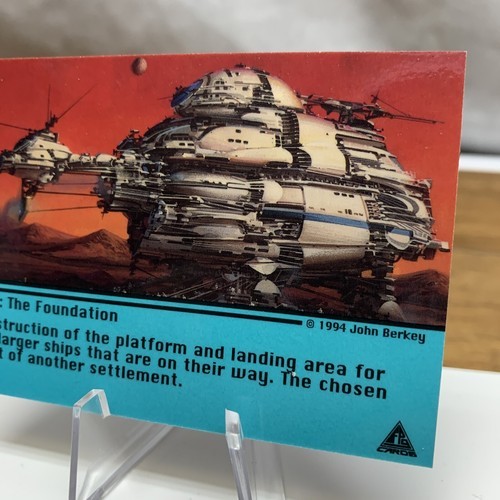 : The Foundation
© 1994 John Berkey
struction of the platform and landing area for
larger ships that are on their way. The chosen
t of another settlement.
FPG
CARDS